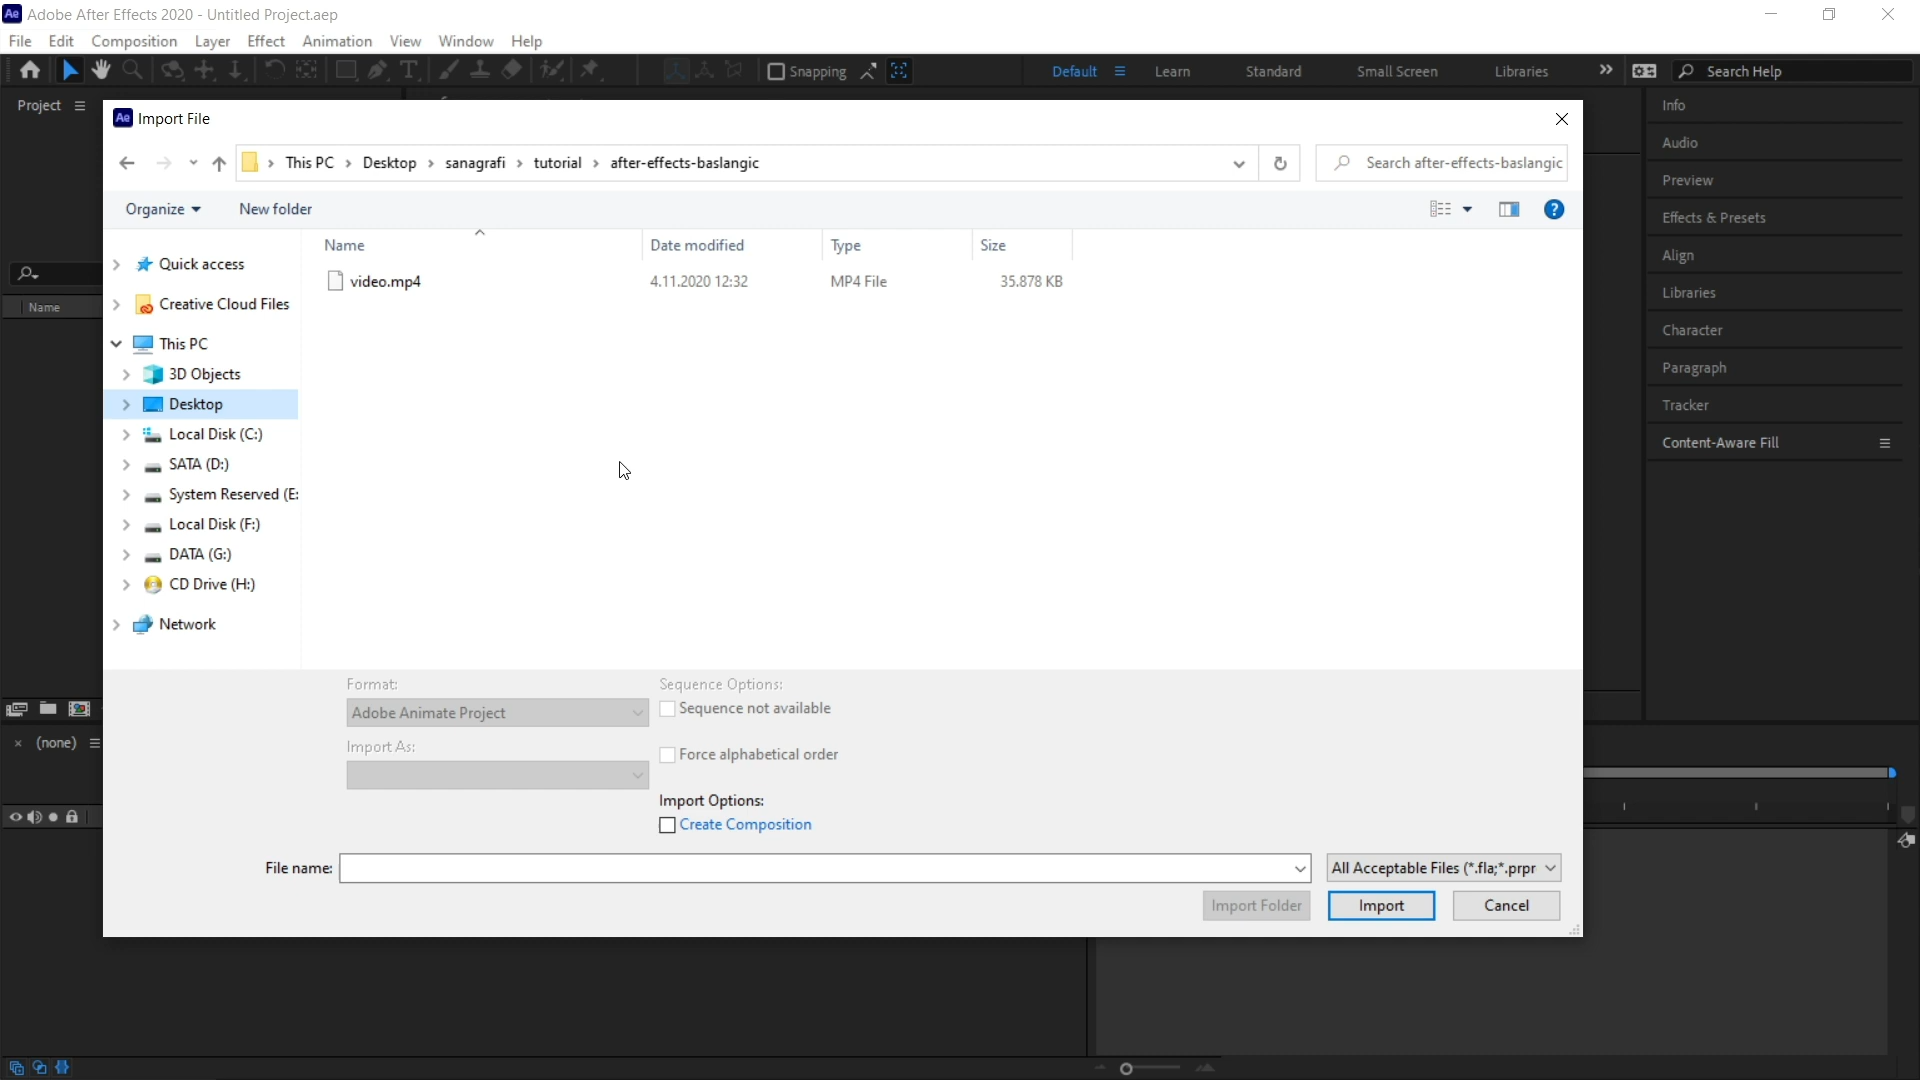 Ae Adobe After Effects 2020 - Untitled Project.aep
File Edit Composition Layer Effect Animation View Window Help
Snapping Default Learn Standard Small Screen Libraries Search Help
Project
Ae Import File
This PC Desktop sanagrafi tutorial after-effects-baslangic Search after-effects-baslangic
Organize New folder
Name Date modified Type Size
video.mp4 4.11.2020 12:32 MP4 File 35.878 KB
Quick access
Creative Cloud Files
This PC
3D Objects
Desktop
Local Disk (C:)
SATA (D:)
System Reserved (E:
Local Disk (F:)
DATA (G:)
CD Drive (H:)
Network
Name
(none)
Format:
Adobe Animate Project
Import As:
Sequence Options:
Sequence not available
Force alphabetical order
Import Options:
Create Composition
File name: All Acceptable Files (*.fla;*.prpr
Import Folder Import Cancel
Info
Audio
Preview
Effects & Presets
Align
Libraries
Character
Paragraph
Tracker
Content-Aware Fill